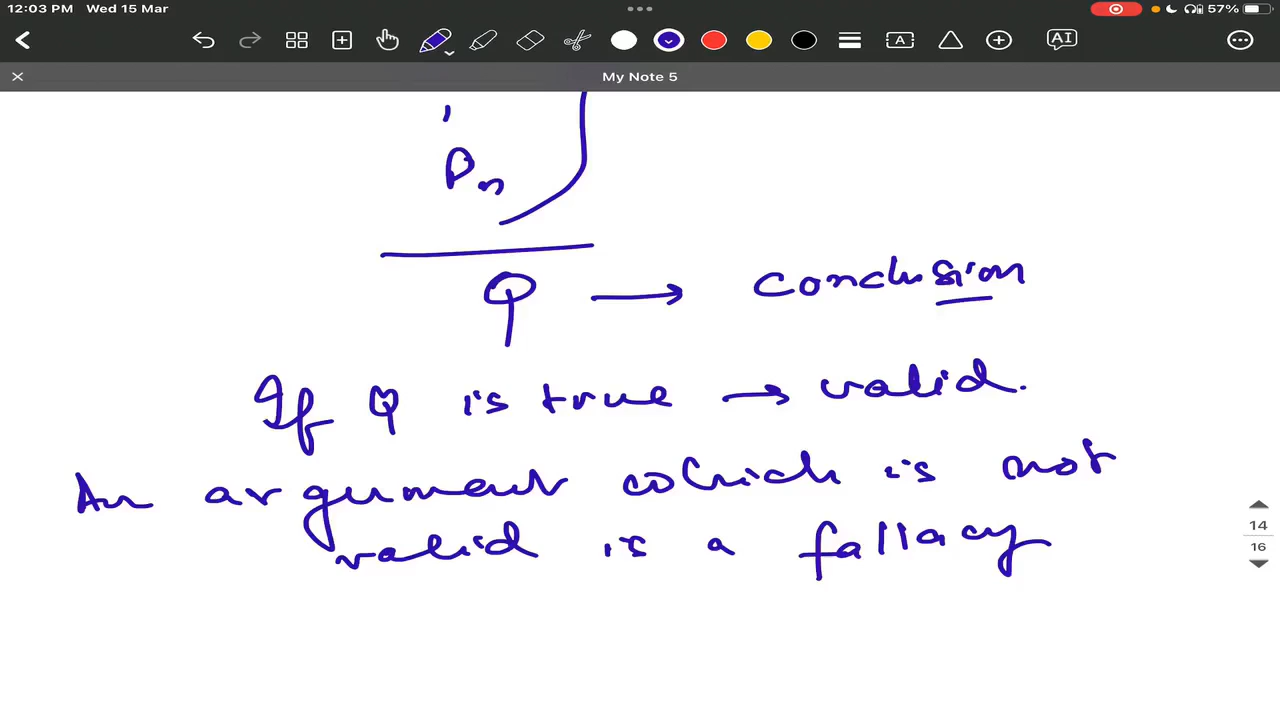 12:03 PM Wed 15 Mar
57%
A
AI
My Note 5
Pn
Q → conclusion
If Q is true → valid.
An argument which is not
valid is a fallacy
14
16